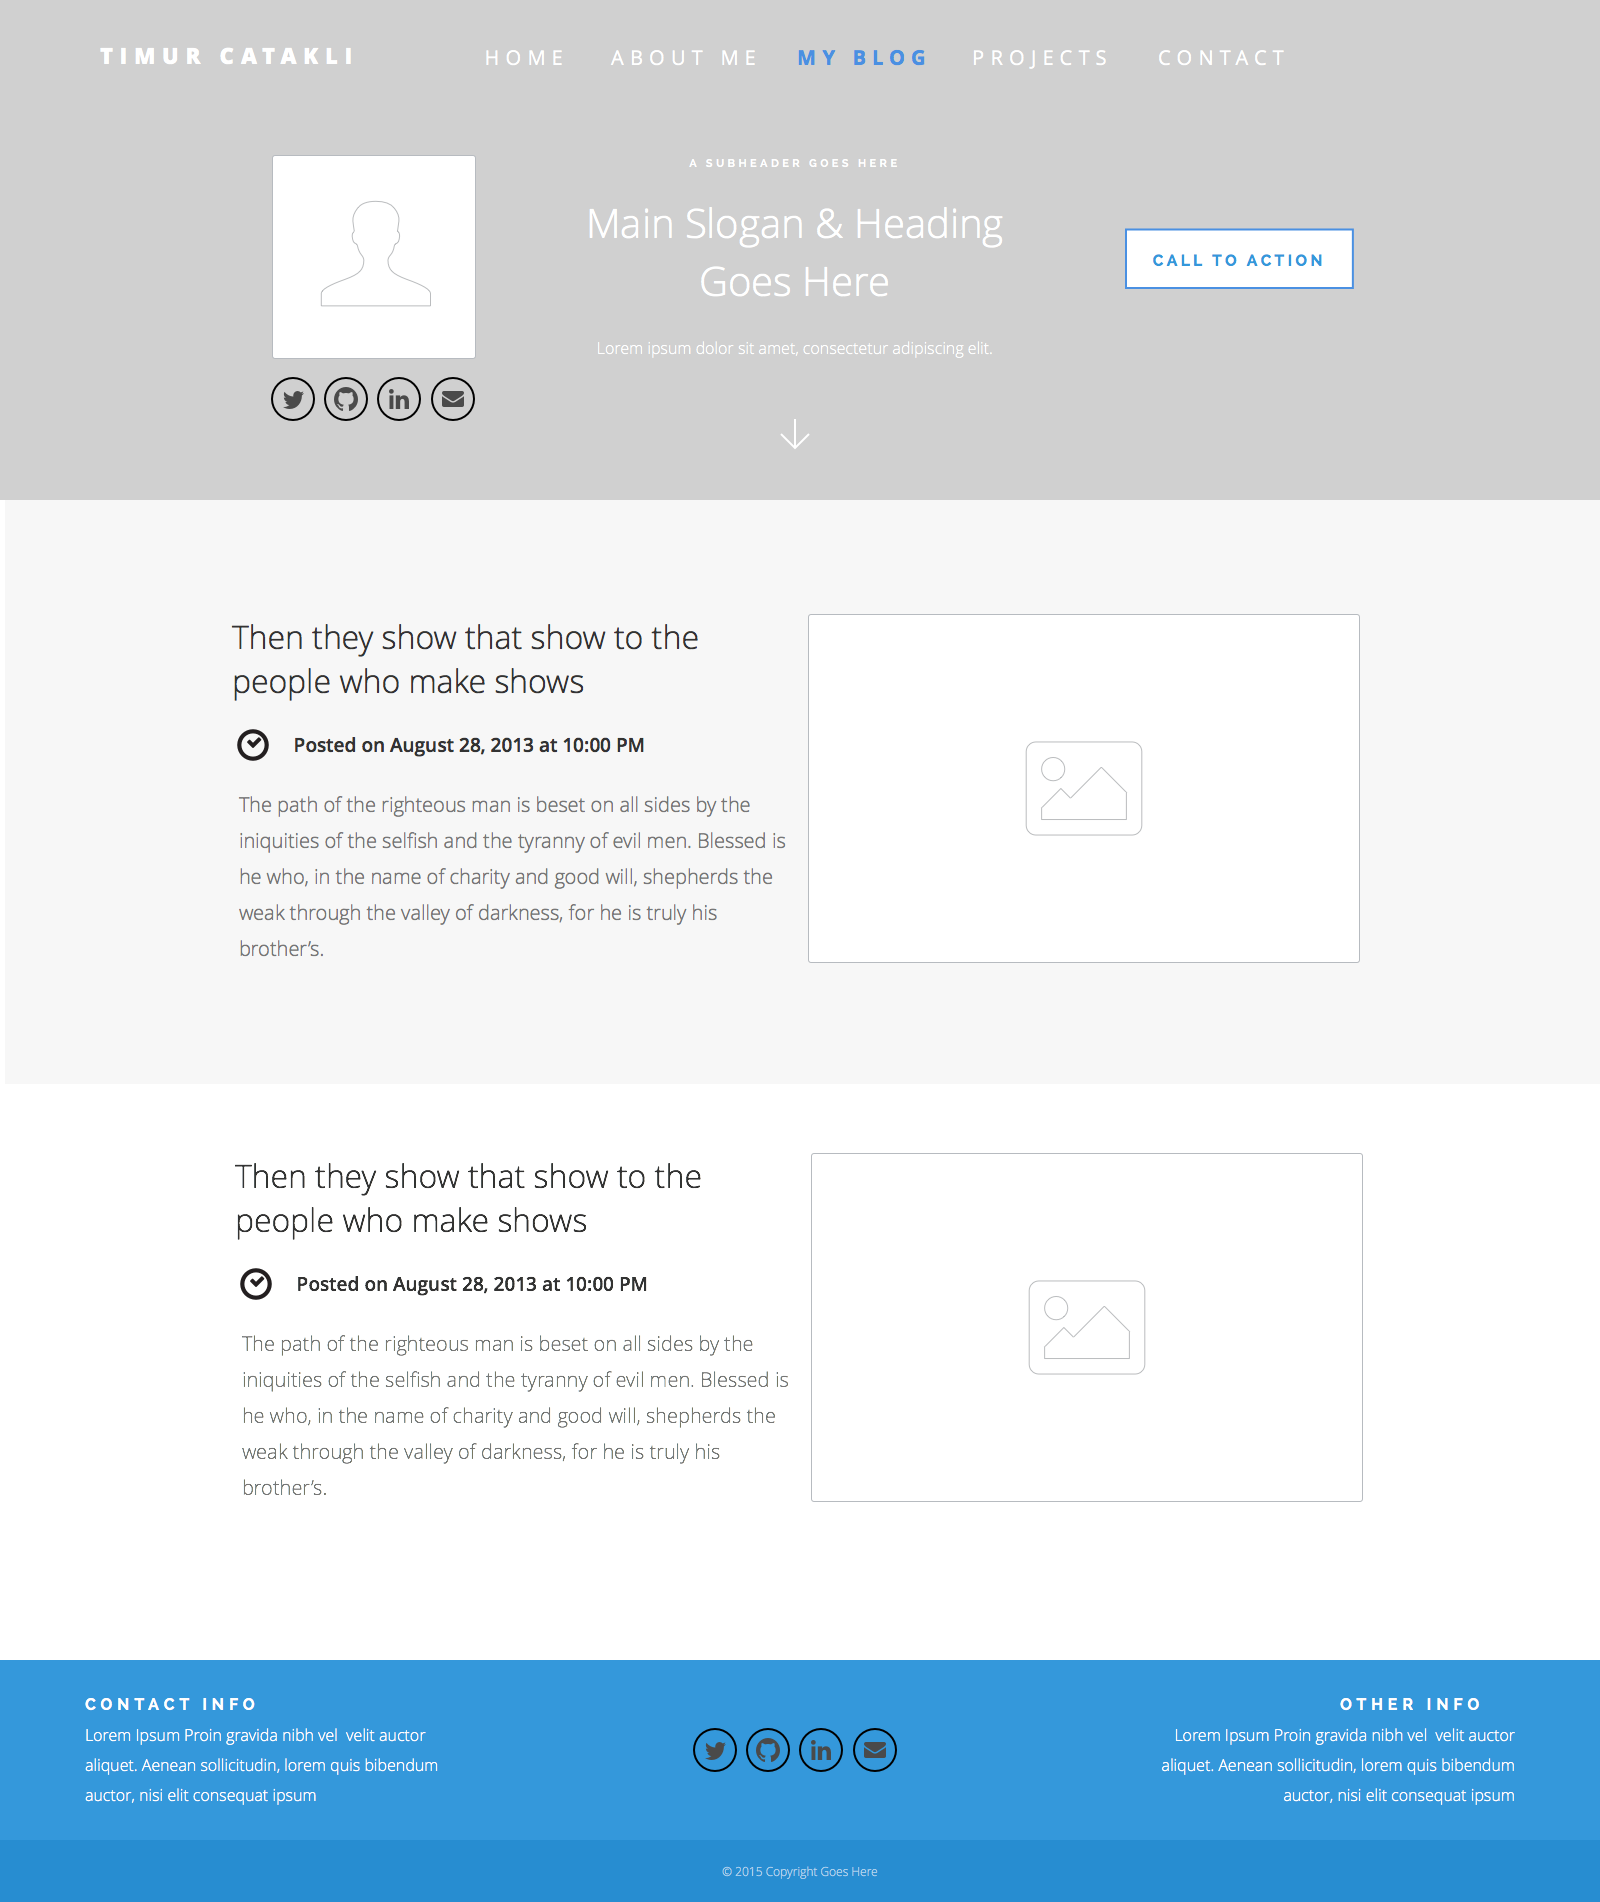 TIMUR CATAKLI
HOME ABOUT ME MY BLOG PROJECTS CONTACT
A SUBHEADER GOES HERE
Main Slogan & Heading
Goes Here
Lorem ipsum dolor sit amet, consectetur adipiscing elit.
CALL TO ACTION
Then they show that show to the
people who make shows
Posted on August 28, 2013 at 10:00 PM
The path of the righteous man is beset on all sides by the
iniquities of the selfish and the tyranny of evil men. Blessed is
he who, in the name of charity and good will, shepherds the
weak through the valley of darkness, for he is truly his
brother’s.
Then they show that show to the
people who make shows
Posted on August 28, 2013 at 10:00 PM
The path of the righteous man is beset on all sides by the
iniquities of the selfish and the tyranny of evil men. Blessed is
he who, in the name of charity and good will, shepherds the
weak through the valley of darkness, for he is truly his
brother’s.
CONTACT INFO
Lorem Ipsum Proin gravida nibh vel  velit auctor
aliquet. Aenean sollicitudin, lorem quis bibendum
auctor, nisi elit consequat ipsum
OTHER INFO
Lorem Ipsum Proin gravida nibh vel  velit auctor
aliquet. Aenean sollicitudin, lorem quis bibendum
auctor, nisi elit consequat ipsum
© 2015 Copyright Goes Here